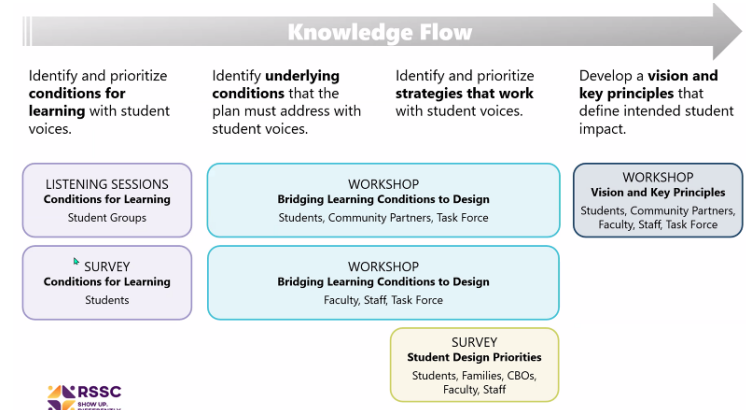 Knowledge Flow
Identify and prioritize
conditions for
learning with student
voices.
Identify underlying
conditions that the
plan must address with
student voices.
Identify and prioritize
strategies that work
with student voices.
Develop a vision and
key principles that
define intended student
impact.
LISTENING SESSIONS
Conditions for Learning
Student Groups
WORKSHOP
Bridging Learning Conditions to Design
Students, Community Partners, Task Force
WORKSHOP
Vision and Key Principles
Students, Community Partners,
Faculty, Staff, Task Force
SURVEY
Conditions for Learning
Students
WORKSHOP
Bridging Learning Conditions to Design
Faculty, Staff, Task Force
SURVEY
Student Design Priorities
Students, Families, CBOs,
Faculty, Staff
RSSC
SHOW UP.
DIFFERENTLY